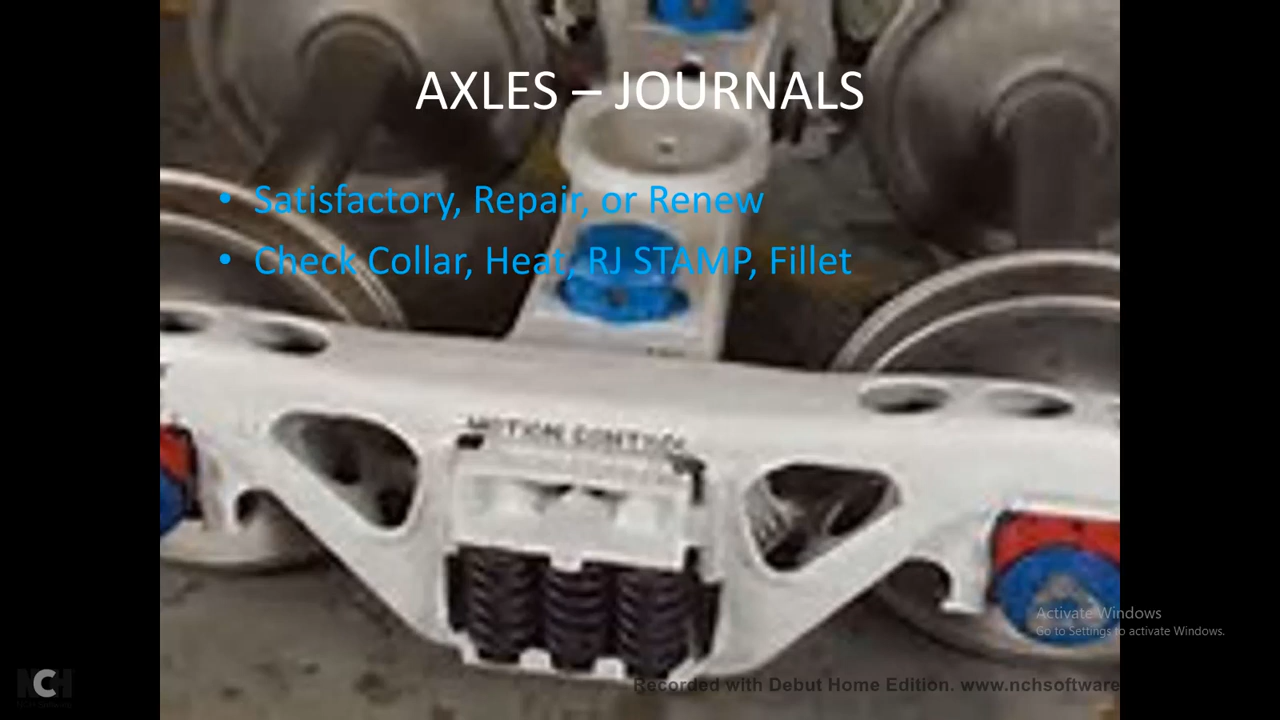 AXLES – JOURNALS
• Satisfactory, Repair, or Renew
• Check Collar, Heat, RJ STAMP, Fillet
MOTION CONTROL
Activate Windows
Go to Settings to activate Windows.
NCH
Recorded with Debut Home Edition. www.nchsoftware